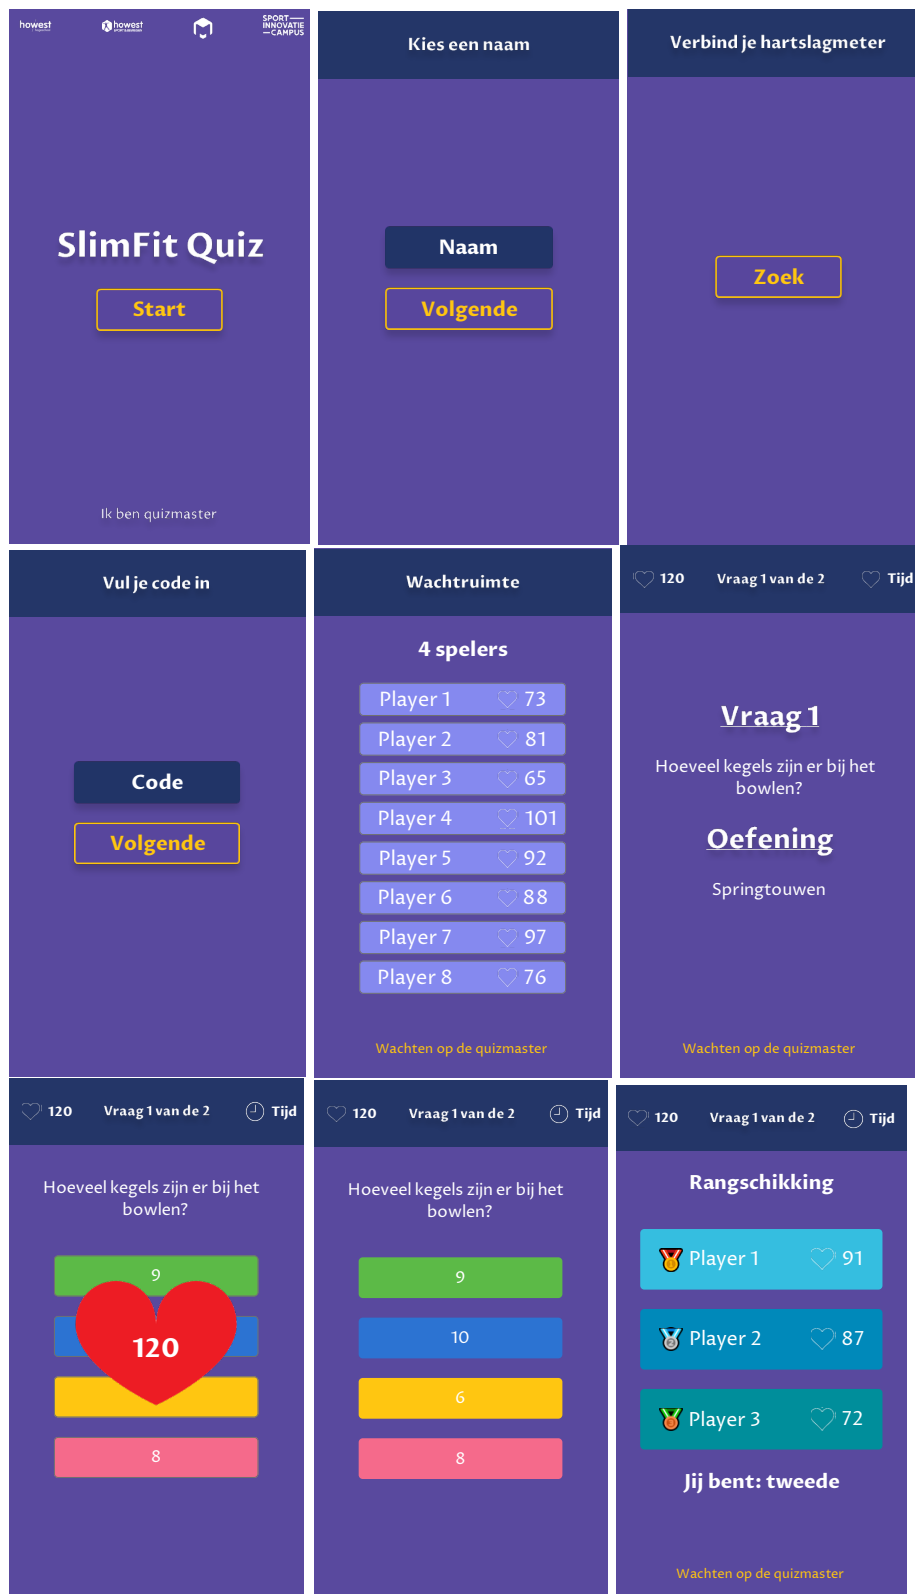 howest
howest
SPORT
INNOVATIE
CAMPUS
SlimFit Quiz
Start
Ik ben quizmaster
Kies een naam
Naam
Volgende
Verbind je hartslagmeter
Zoek
Vul je code in
Code
Volgende
Wachtruimte
4 spelers
Player 1 73
Player 2 81
Player 3 65
Player 4 101
Player 5 92
Player 6 88
Player 7 97
Player 8 76
Wachten op de quizmaster
120 Vraag 1 van de 2 Tijd
Vraag 1
Hoeveel kegels zijn er bij het
bowlen?
Oefening
Springtouwen
Wachten op de quizmaster
120 Vraag 1 van de 2 Tijd
Hoeveel kegels zijn er bij het
bowlen?
9
120
8
120 Vraag 1 van de 2 Tijd
Hoeveel kegels zijn er bij het
bowlen?
9
10
6
8
120 Vraag 1 van de 2 Tijd
Rangschikking
Player 1 91
Player 2 87
Player 3 72
Jij bent: tweede
Wachten op de quizmaster